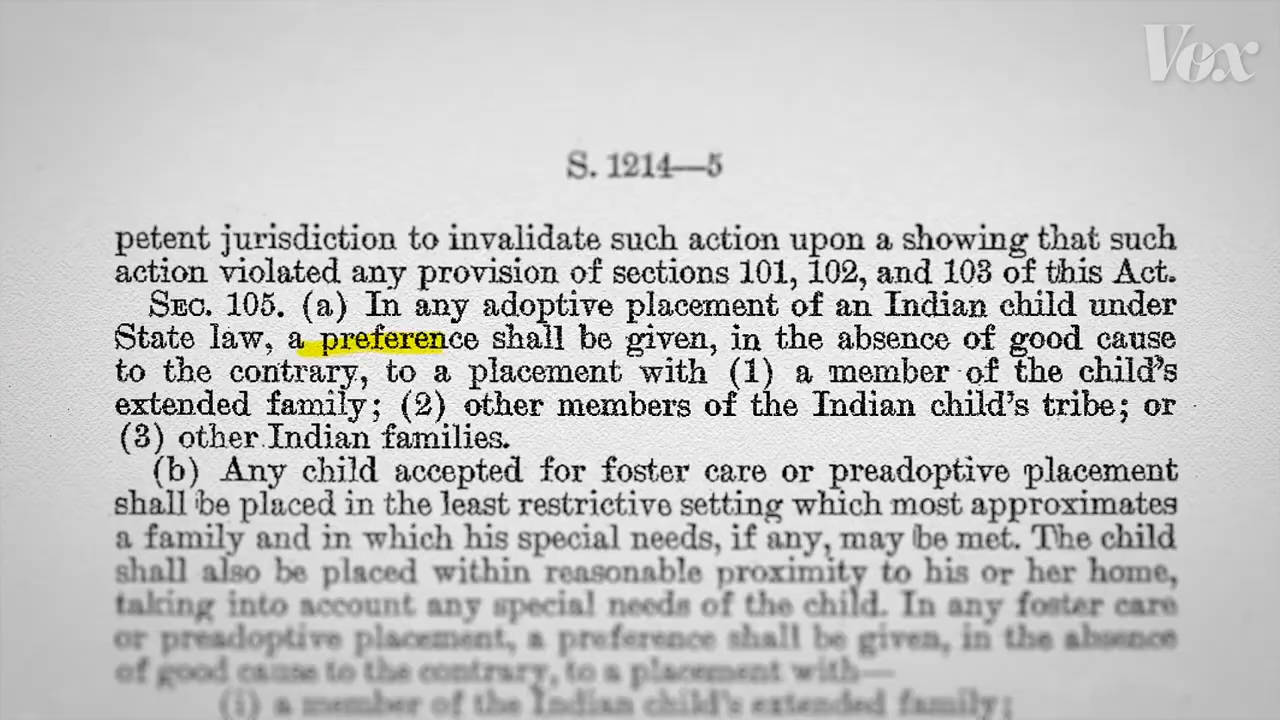 Vox
S. 1214—5
petent jurisdiction to invalidate such action upon a showing that such
action violated any provision of sections 101, 102, and 103 of this Act.
SEC. 105. (a) In any adoptive placement of an Indian child under
State law, a preference shall be given, in the absence of good cause
to the contrary, to a placement with (1) a member of the child's
extended family; (2) other members of the Indian child's tribe; or
(3) other Indian families.
(b) Any child accepted for foster care or preadoptive placement
shall be placed in the least restrictive setting which most approximates
a family and in which his special needs, if any, may be met. The child
shall also be placed within reasonable proximity to his or her home,
taking into account any special needs of the child. In any foster care
or preadoptive placement, a preference shall be given, in the absence
of good cause to the contrary, to a placement with—
(i) a member of the Indian child's extended family;